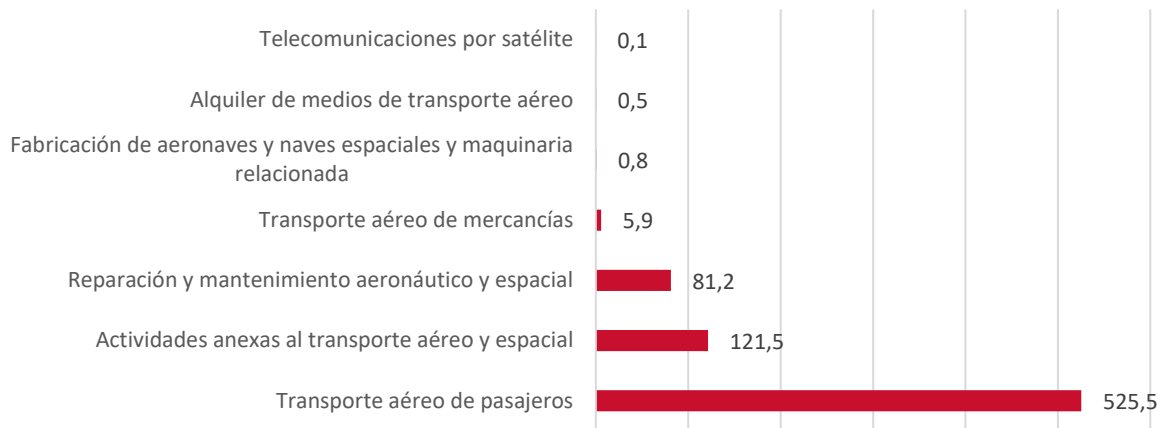 Telecomunicaciones por satélite 0,1
Alquiler de medios de transporte aéreo 0,5
Fabricación de aeronaves y naves espaciales y maquinaria
relacionada 0,8
Transporte aéreo de mercancías 5,9
Reparación y mantenimiento aeronáutico y espacial 81,2
Actividades anexas al transporte aéreo y espacial 121,5
Transporte aéreo de pasajeros 525,5